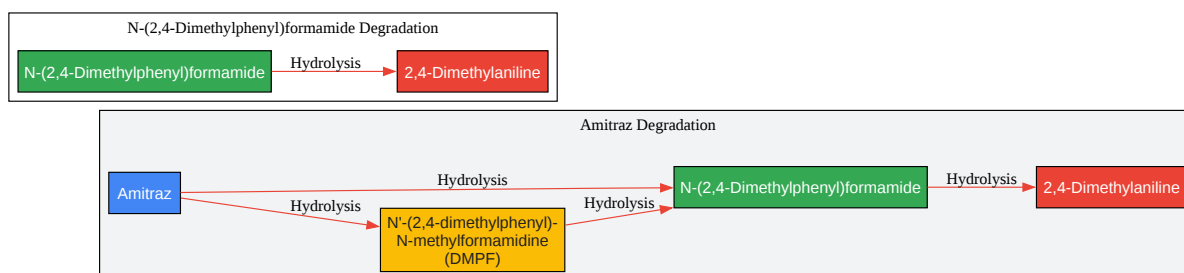 N-(2,4-Dimethylphenyl)formamide Degradation
N-(2,4-Dimethylphenyl)formamide
Hydrolysis
2,4-Dimethylaniline
Amitraz Degradation
Amitraz
Hydrolysis
Hydrolysis
N'-(2,4-dimethylphenyl)-
N-methylformamidine
(DMPF)
Hydrolysis
N-(2,4-Dimethylphenyl)formamide
Hydrolysis
2,4-Dimethylaniline